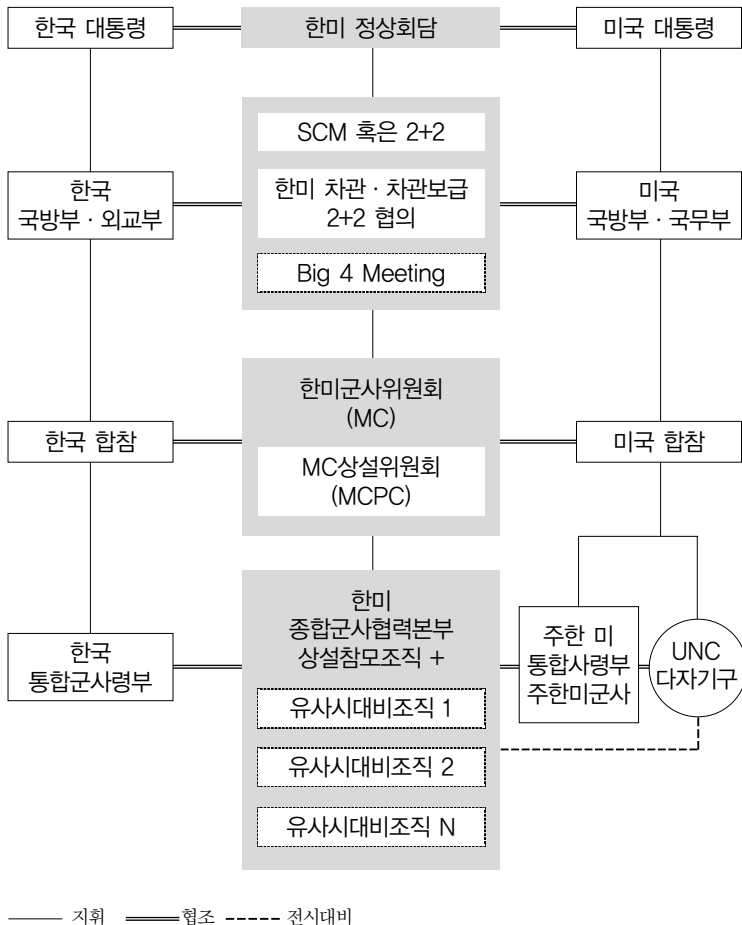 한국 대통령
한미 정상회담
미국 대통령
SCM 혹은 2+2
한국
국방부 · 외교부
한미 차관 · 차관보급
2+2 협의
미국
국방부 · 국무부
Big 4 Meeting
한미군사위원회
(MC)
한국 합참
미국 합참
MC상설위원회
(MCPC)
한미
종합군사협력본부
상설참모조직 +
한국
통합군사령부
주한 미
통합사령부
주한미군사
UNC
다자기구
유사시대비조직 1
유사시대비조직 2
유사시대비조직 N
지휘 협조 전시대비